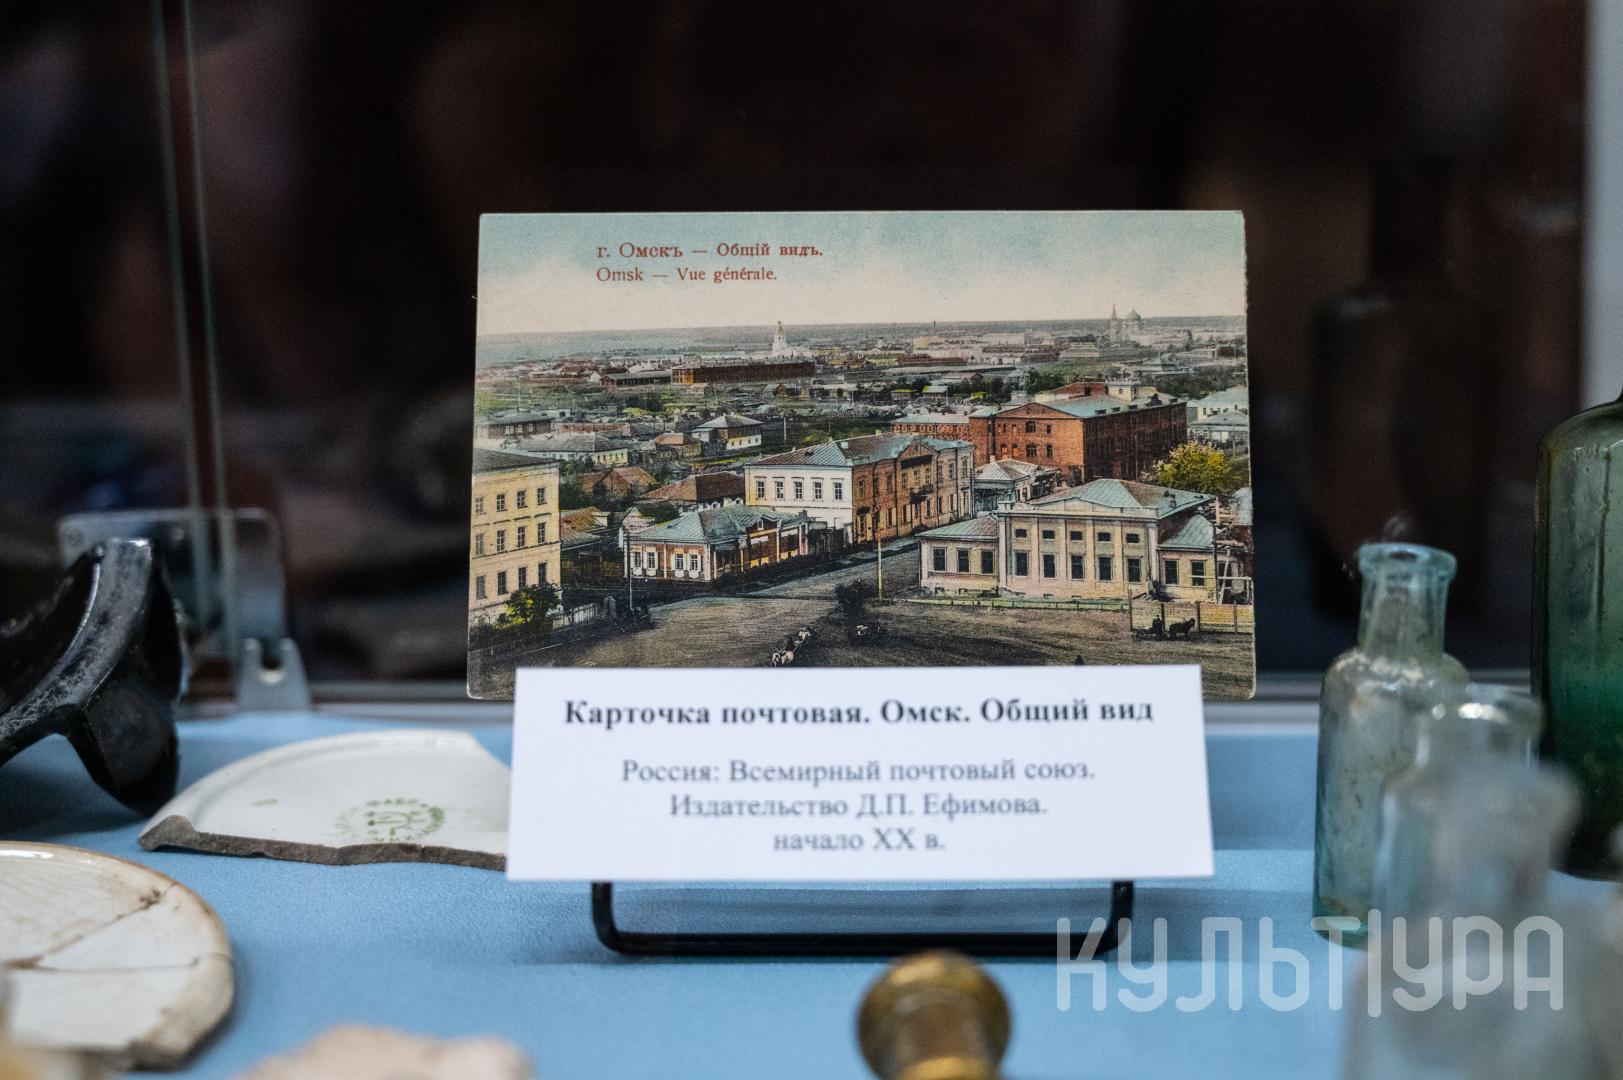 г. Омскъ — Общій видъ.
Omsk — Vue générale.
Карточка почтовая. Омск. Общий вид
Россия: Всемирный почтовый союз.
Издательство Д.П. Ефимова.
начало XX в.
КУЛЬТУРА